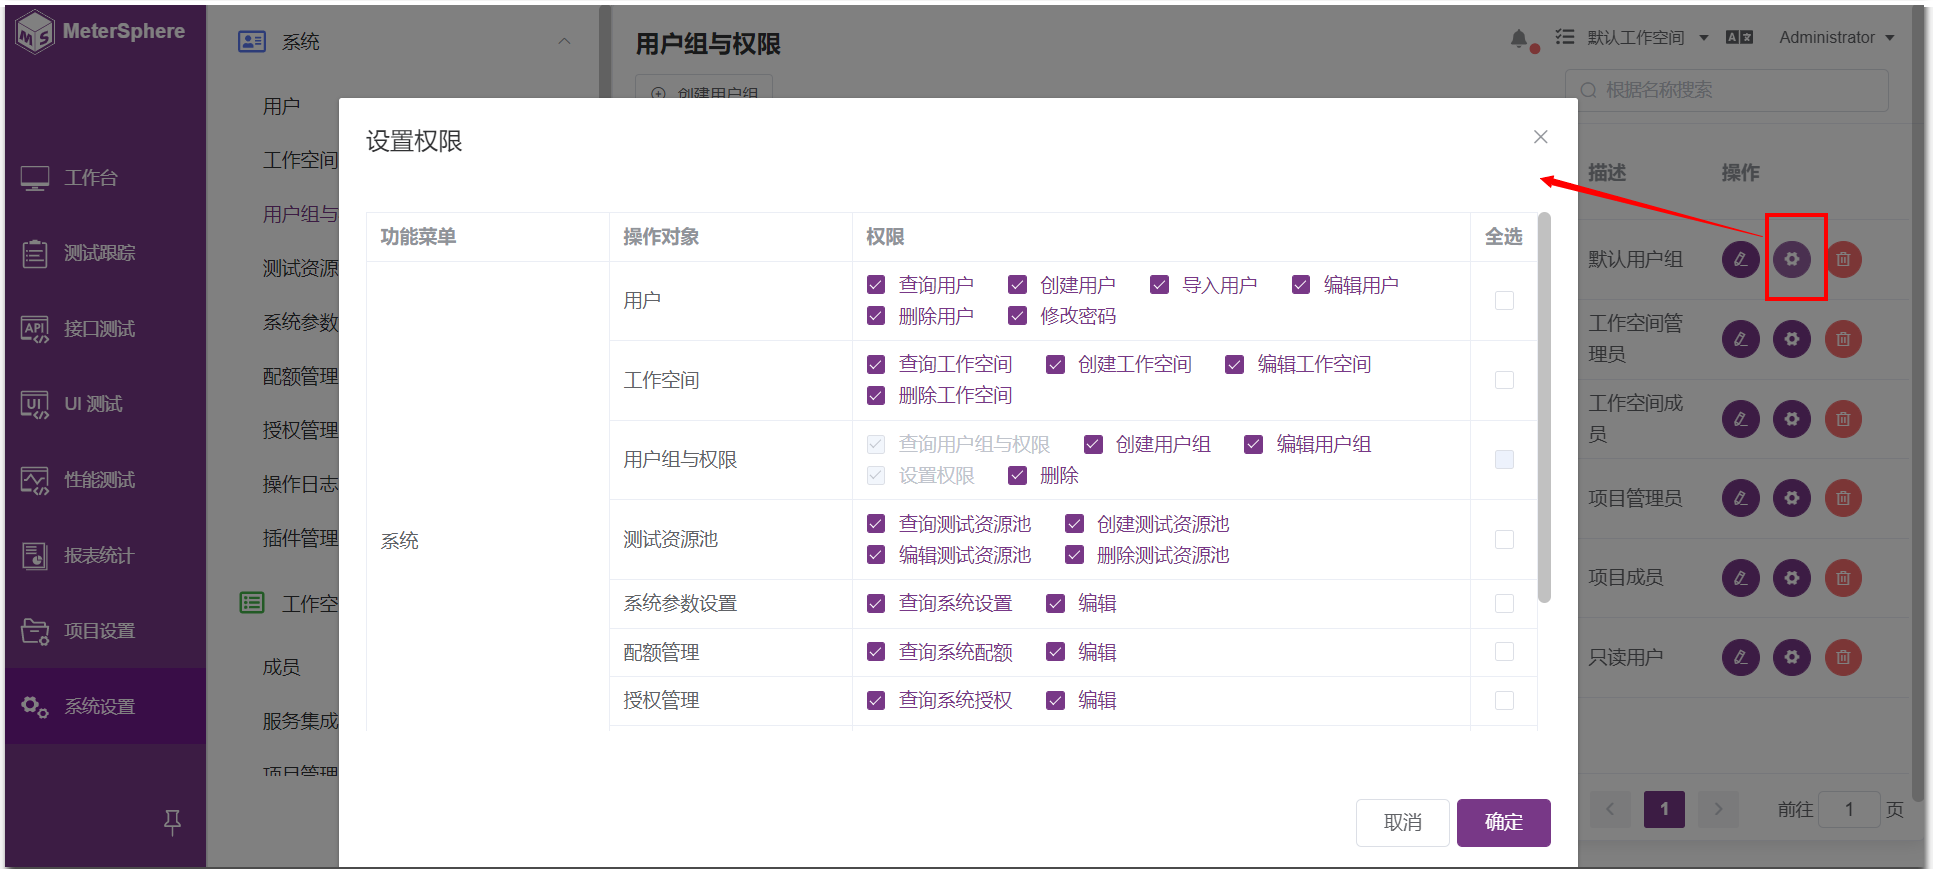 MeterSphere
工作台
测试跟踪
接口测试
UI 测试
性能测试
报表统计
项目设置
系统设置
系统
用户
工作空间
用户组与
测试资源
系统参数
配额管理
授权管理
操作日志
插件管理
工作空
成员
服务集成
项目管理
用户组与权限
默认工作空间
Administrator
创建用户组
根据名称搜索
设置权限
功能菜单 操作对象 权限 全选
系统
用户
查询用户 创建用户 导入用户 编辑用户
删除用户 修改密码
工作空间
查询工作空间 创建工作空间 编辑工作空间
删除工作空间
用户组与权限
查询用户组与权限 创建用户组 编辑用户组
设置权限 删除
测试资源池
查询测试资源池 创建测试资源池
编辑测试资源池 删除测试资源池
系统参数设置 查询系统设置 编辑
配额管理 查询系统配额 编辑
授权管理 查询系统授权 编辑
取消 确定
描述 操作
默认用户组
工作空间管
理员
工作空间成
员
项目管理员
项目成员
只读用户
1 前往 1 页